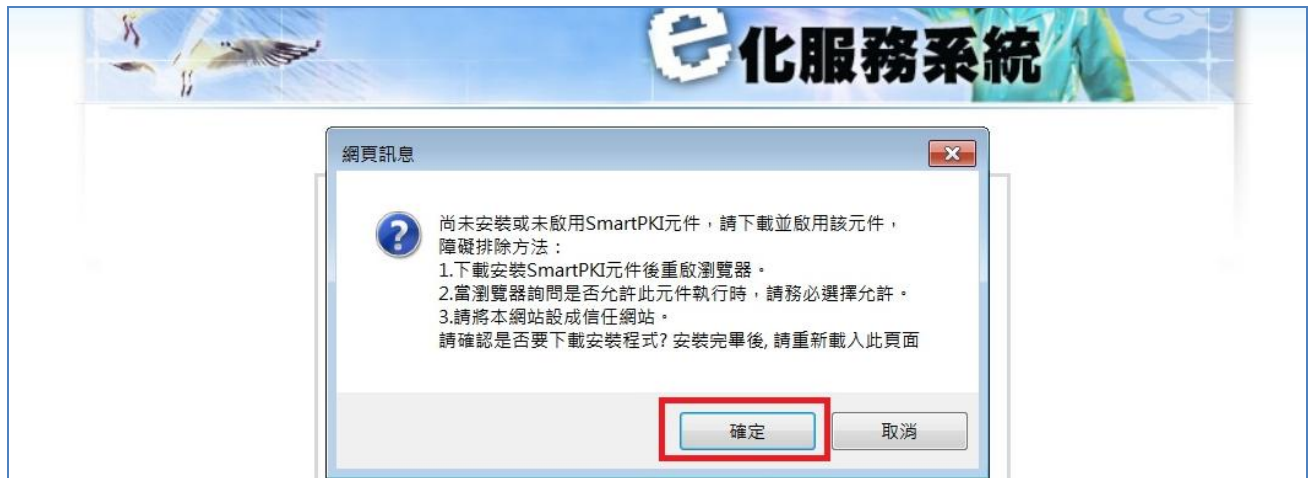 e化服務系統
網頁訊息
尚未安裝或未啟用SmartPKI元件，請下載並啟用該元件，
障礙排除方法：
1.下載安裝SmartPKI元件後重啟瀏覽器。
2.當瀏覽器詢問是否允許此元件執行時，請務必選擇允許。
3.請將本網站設成信任網站。
請確認是否要下載安裝程式? 安裝完畢後, 請重新載入此頁面
確定
取消